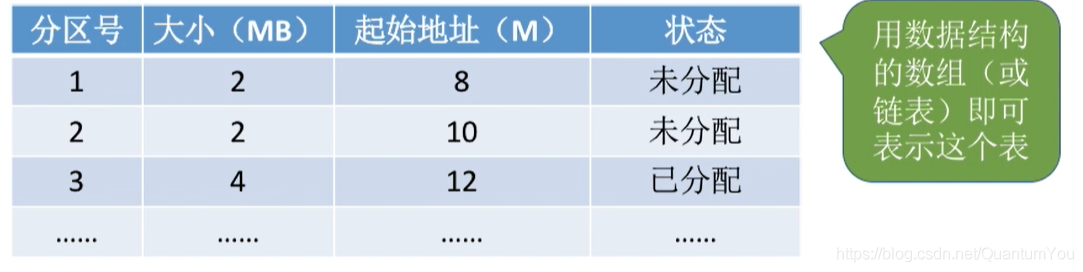 分区号 大小（MB） 起始地址（M） 状态
1 2 8 未分配
2 2 10 未分配
3 4 12 已分配
...... ...... ...... ......
用数据结构
的数组（或
链表）即可
表示这个表
https://blog.csdn.net/QuantumYou